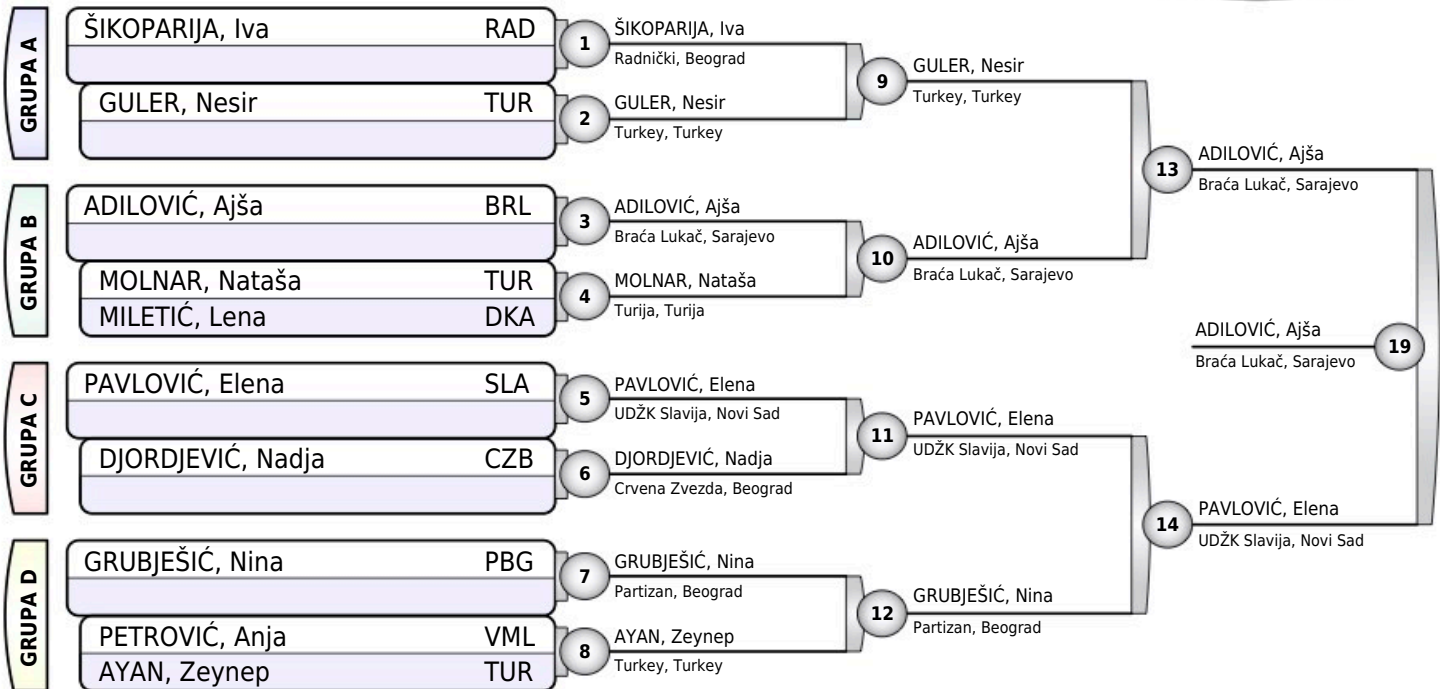 GRUPA A
ŠIKOPARIJA, Iva RAD
GULER, Nesir TUR
1
ŠIKOPARIJA, Iva
Radnički, Beograd
2
GULER, Nesir
Turkey, Turkey
9
GULER, Nesir
Turkey, Turkey
GRUPA B
ADILOVIĆ, Ajša BRL
MOLNAR, Nataša TUR
MILETIĆ, Lena DKA
3
ADILOVIĆ, Ajša
Braća Lukač, Sarajevo
4
MOLNAR, Nataša
Turija, Turija
10
ADILOVIĆ, Ajša
Braća Lukač, Sarajevo
13
ADILOVIĆ, Ajša
Braća Lukač, Sarajevo
GRUPA C
PAVLOVIĆ, Elena SLA
DJORDJEVIĆ, Nadja CZB
5
PAVLOVIĆ, Elena
UDŽK Slavija, Novi Sad
6
DJORDJEVIĆ, Nadja
Crvena Zvezda, Beograd
11
PAVLOVIĆ, Elena
UDŽK Slavija, Novi Sad
GRUPA D
GRUBJEŠIĆ, Nina PBG
PETROVIĆ, Anja VML
AYAN, Zeynep TUR
7
GRUBJEŠIĆ, Nina
Partizan, Beograd
8
AYAN, Zeynep
Turkey, Turkey
12
GRUBJEŠIĆ, Nina
Partizan, Beograd
14
PAVLOVIĆ, Elena
UDŽK Slavija, Novi Sad
ADILOVIĆ, Ajša
Braća Lukač, Sarajevo
19